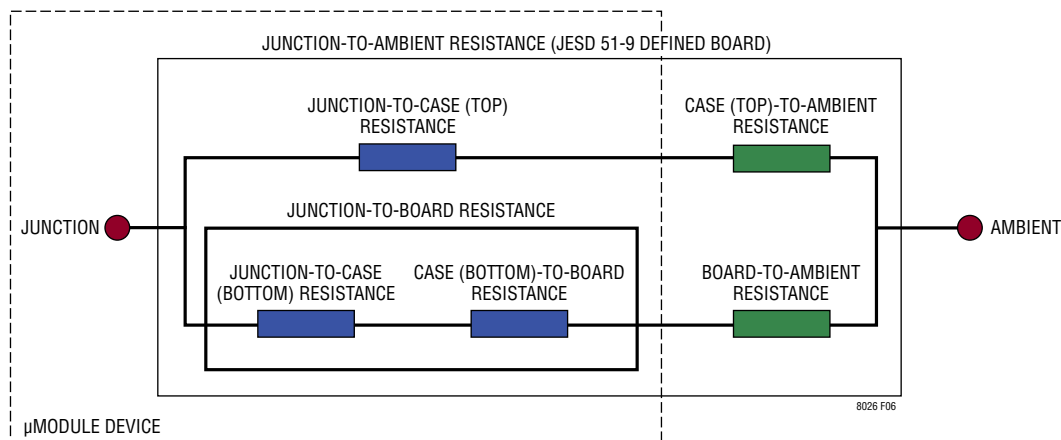 JUNCTION-TO-AMBIENT RESISTANCE (JESD 51-9 DEFINED BOARD)
JUNCTION-TO-CASE (TOP)
RESISTANCE
CASE (TOP)-TO-AMBIENT
RESISTANCE
JUNCTION-TO-BOARD RESISTANCE
JUNCTION
AMBIENT
JUNCTION-TO-CASE
(BOTTOM) RESISTANCE
CASE (BOTTOM)-TO-BOARD
RESISTANCE
BOARD-TO-AMBIENT
RESISTANCE
8026 F06
µMODULE DEVICE